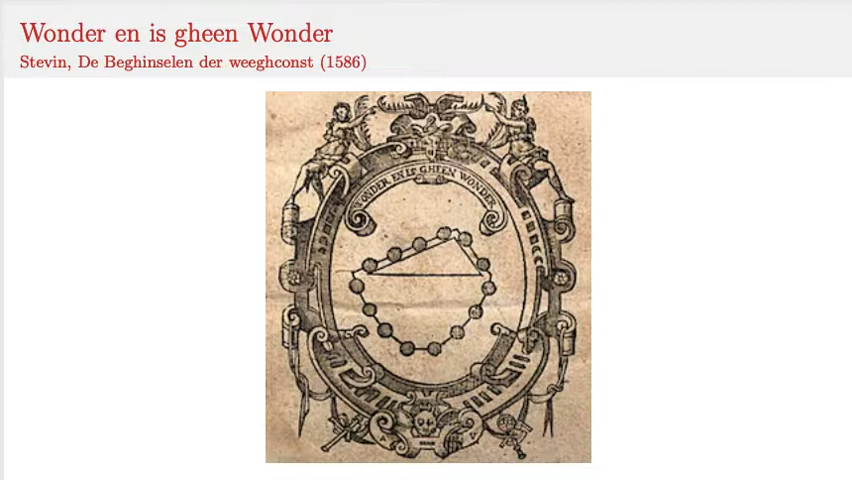 Wonder en is gheen Wonder
Stevin, De Beghinselen der weeghconst (1586)
WONDER EN IS GHEEN WONDER